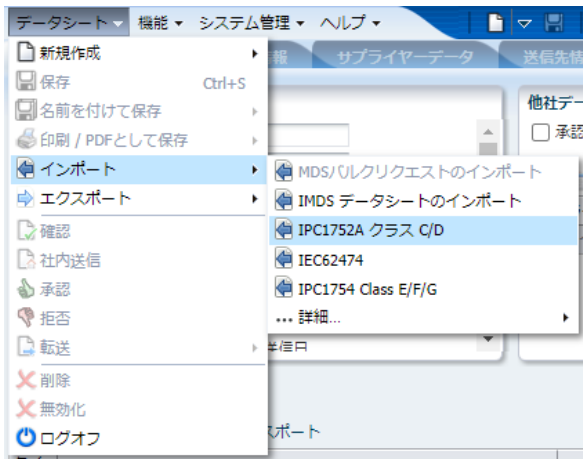 データシート 機能 システム管理 ヘルプ
サプライヤーデータ 送信先情
新規作成
保存 Ctrl+S
名前を付けて保存
印刷 / PDFとして保存
インポート
エクスポート
確認
社内送信
承認
拒否
転送
削除
無効化
ログオフ
他社デー
承認
MDSバルクリクエストのインポート
IMDS データシートのインポート
IPC1752A クラス C/D
IEC62474
IPC1754 Class E/F/G
... 詳細...
スポート